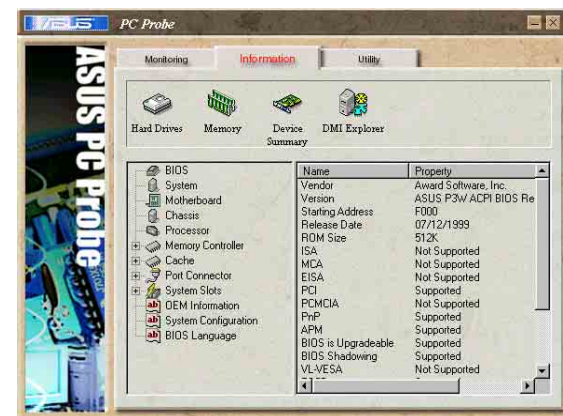 ASUS PC Probe
ASUS PC Probe
Monitoring
Information
Utility
Hard Drives
Memory
Device
Summary
DMI Explorer
BIOS
System
Motherboard
Chassis
Processor
Memory Controller
Cache
Port Connector
System Slots
OEM Information
System Configuration
BIOS Language
Name Property
Vendor Award Software, Inc.
Version ASUS P3W ACPI BIOS Re
Starting Address F000
Release Date 07/12/1999
ROM Size 512K
ISA Not Supported
MCA Not Supported
EISA Not Supported
PCI Supported
PCMCIA Not Supported
PnP Supported
APM Supported
BIOS is Upgradeable Supported
BIOS Shadowing Supported
VL-VESA Not Supported